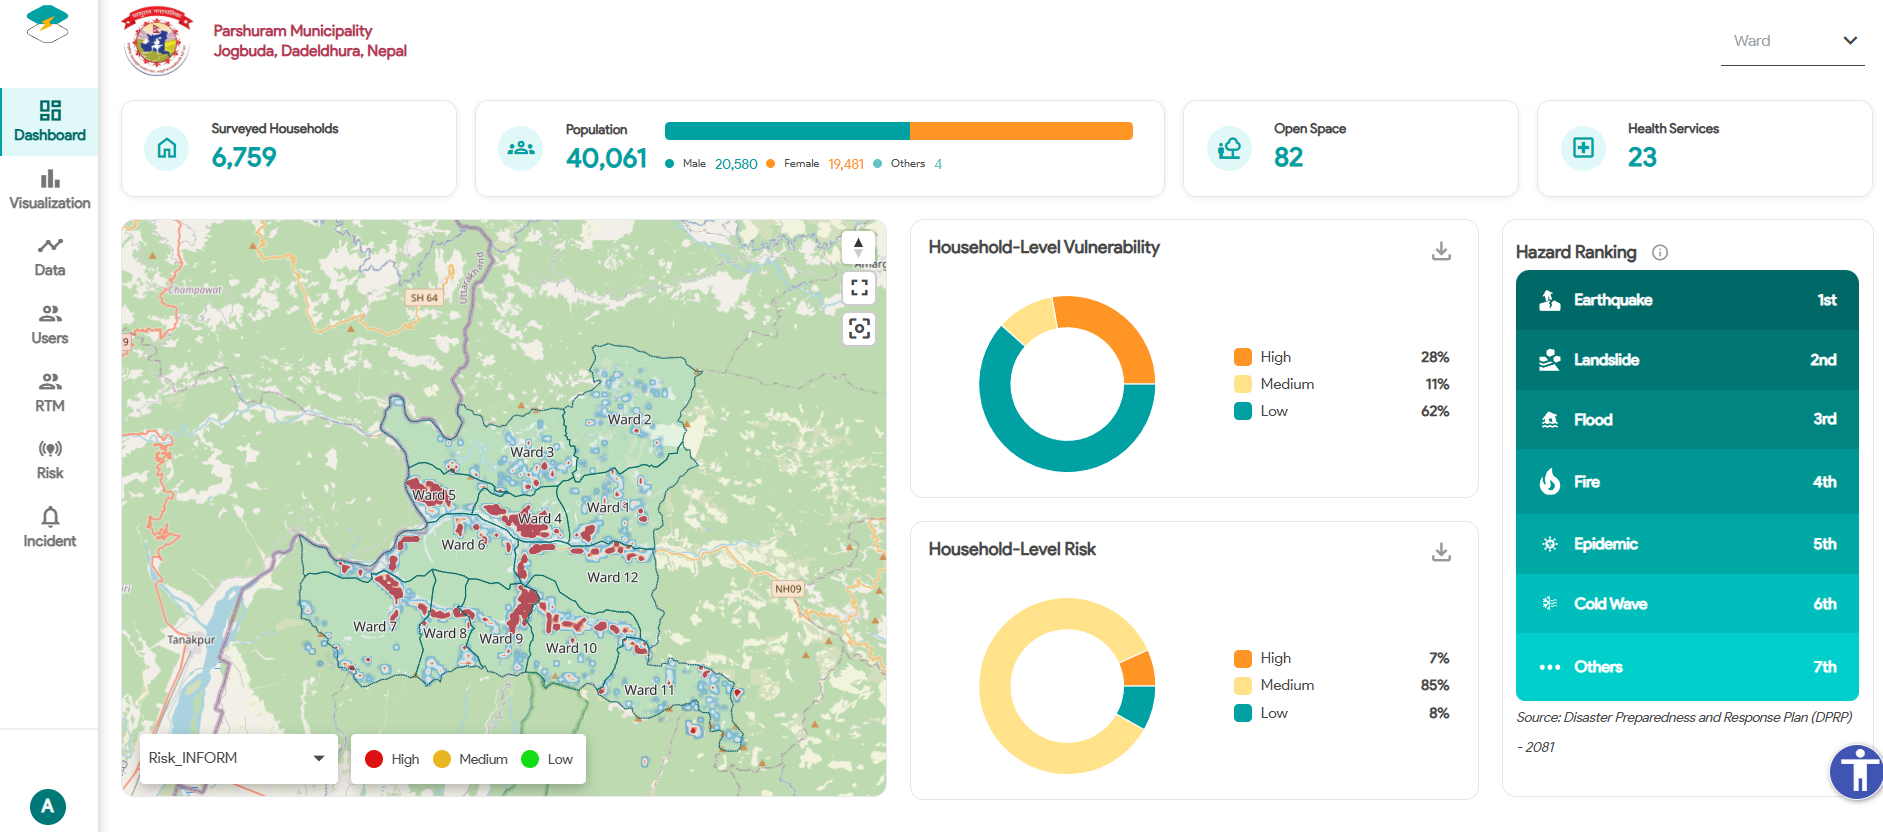 Parshuram Municipality
Jogbuda, Dadeldhura, Nepal
Ward
Dashboard
Visualization
Data
Users
RTM
Risk
Incident
A
Surveyed Households
6,759
Population
40,061
Male 20,580 Female 19,481 Others 4
Open Space
82
Health Services
23
Champawat
SH 64
Uttarakhand
Ward 2
Ward 3
Ward 5
Ward 1
Ward 4
Ward 6
Ward 12
NH09
Ward 7
Ward 8
Ward 9
Ward 10
Tanakpur
Ward 11
Risk_INFORM
High Medium Low
Household-Level Vulnerability
High 28%
Medium 11%
Low 62%
Household-Level Risk
High 7%
Medium 85%
Low 8%
Hazard Ranking
Earthquake 1st
Landslide 2nd
Flood 3rd
Fire 4th
Epidemic 5th
Cold Wave 6th
Others 7th
Source: Disaster Preparedness and Response Plan (DPRP)
- 2081